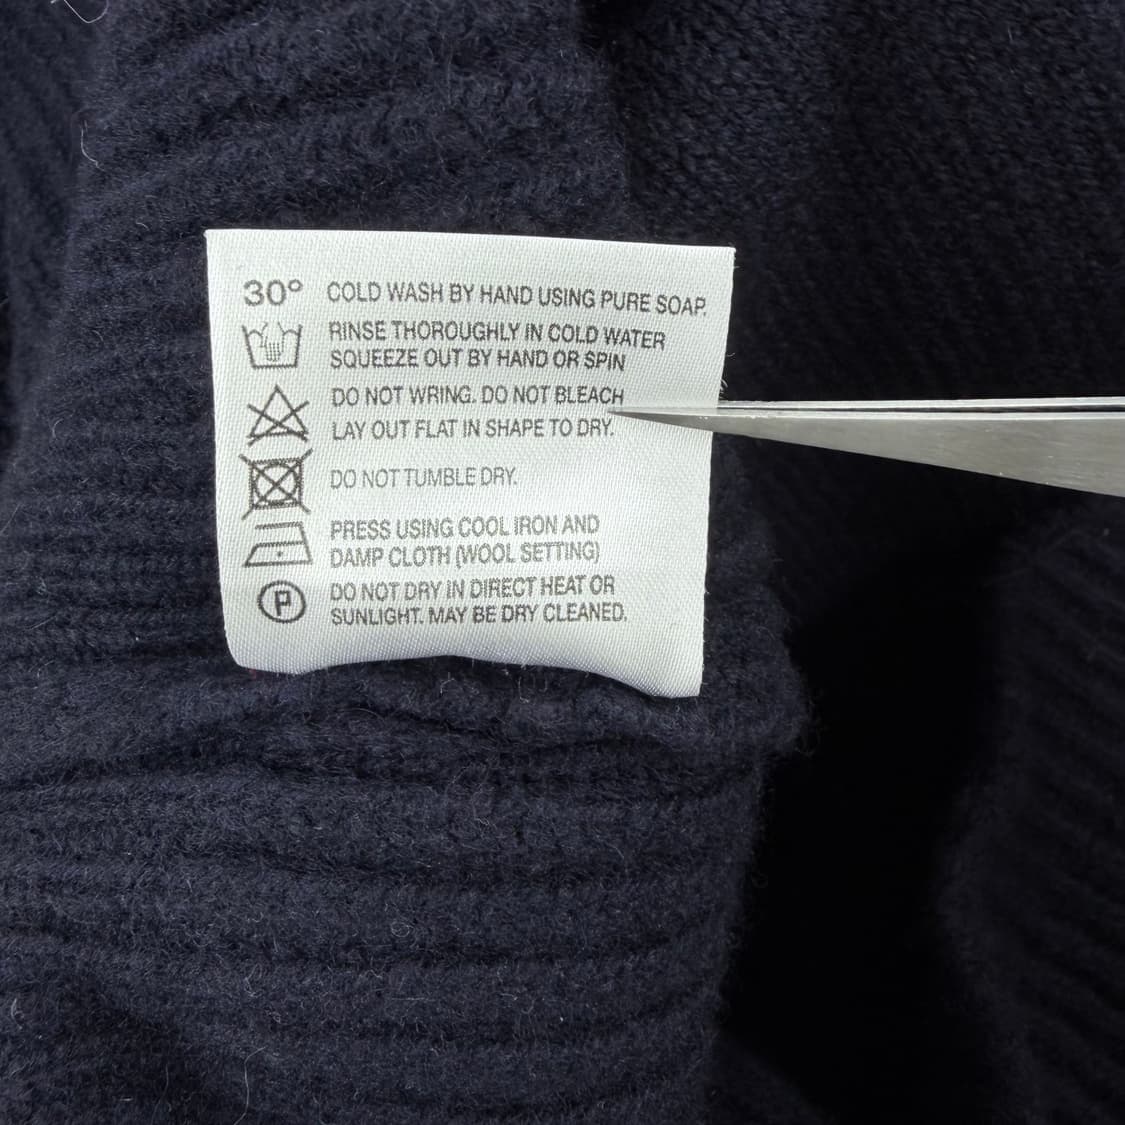 30° COLD WASH BY HAND USING PURE SOAP.
RINSE THOROUGHLY IN COLD WATER
SQUEEZE OUT BY HAND OR SPIN
DO NOT WRING. DO NOT BLEACH
LAY OUT FLAT IN SHAPE TO DRY.
DO NOT TUMBLE DRY.
PRESS USING COOL IRON AND
DAMP CLOTH (WOOL SETTING)
DO NOT DRY IN DIRECT HEAT OR
P SUNLIGHT. MAY BE DRY CLEANED.